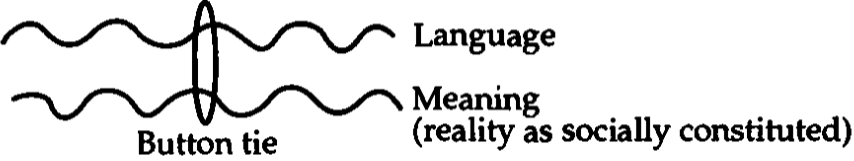 Language
Meaning
(reality as socially constituted)
Button tie